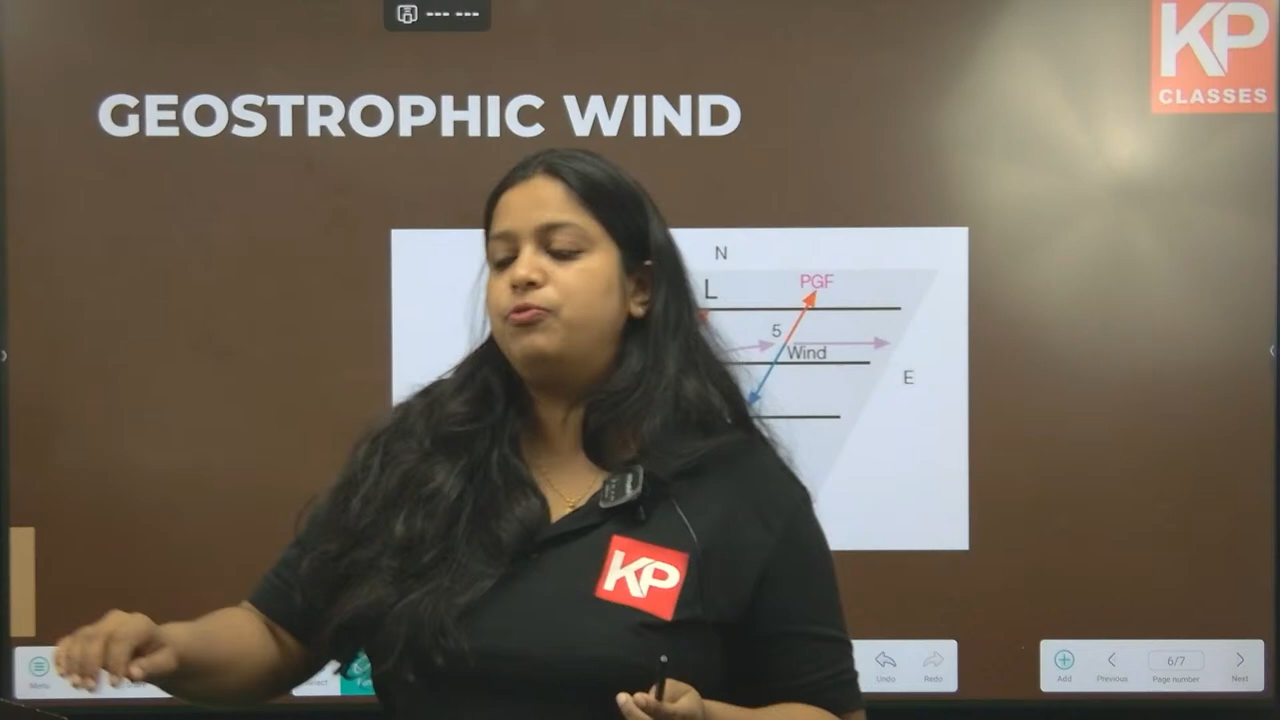 KP
CLASSES
GEOSTROPHIC WIND
N
L
PGF
5
Wind
E
KP
Menu
Undo
Redo
Add
Previous
6/7
Page number
Next